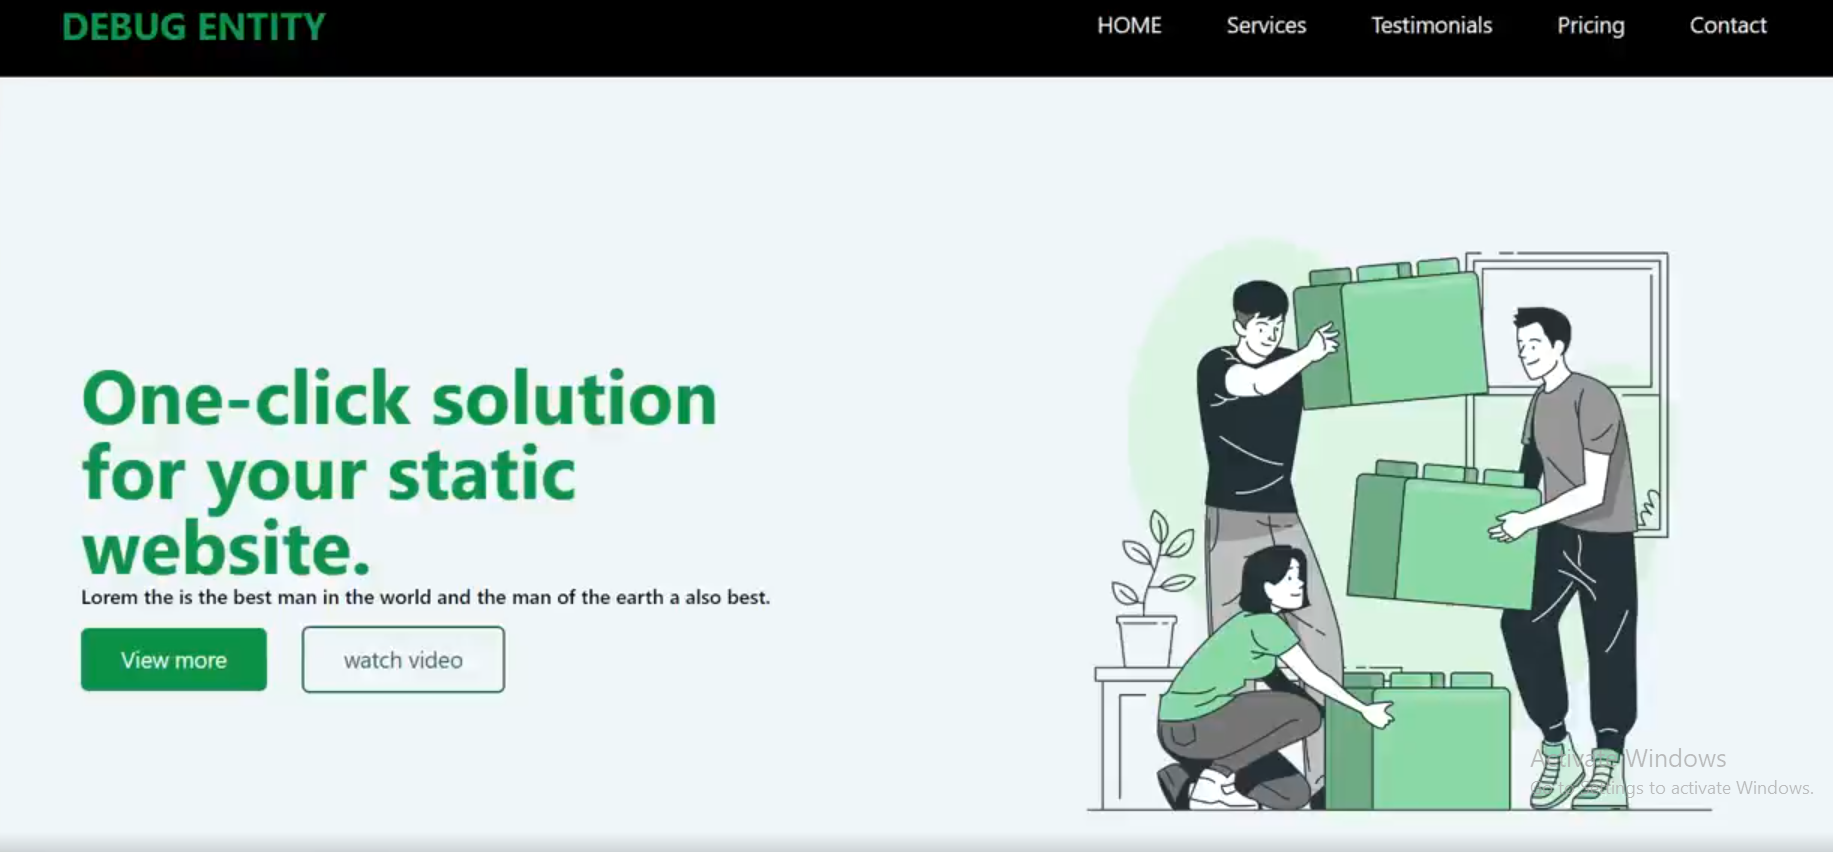 DEBUG ENTITY
HOME Services Testimonials Pricing Contact
One-click solution
for your static
website.
Lorem the is the best man in the world and the man of the earth a also best.
View more
watch video
Activate Windows
Go to Settings to activate Windows.